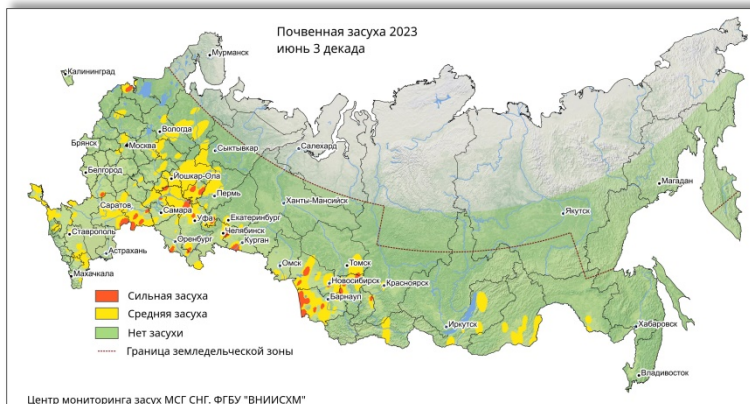 Почвенная засуха 2023
июнь 3 декада
Мурманск
Калининград
Вологда
Сыктывкар
Салехард
Брянск
Москва
Йошкар-Ола
Белгород
Пермь
Магадан
Ханты-Мансийск
Якутск
Саратов
Самара
Уфа
Екатеринбург
Ставрополь
Челябинск
Оренбург
Курган
Астрахань
Омск
Томск
Махачкала
Новосибирск
Красноярск
Барнаул
Иркутск
Хабаровск
Владивосток
Сильная засуха
Средняя засуха
Нет засухи
Граница земледельческой зоны
Центр мониторинга засух МСГ СНГ, ФГБУ "ВНИИСХМ"